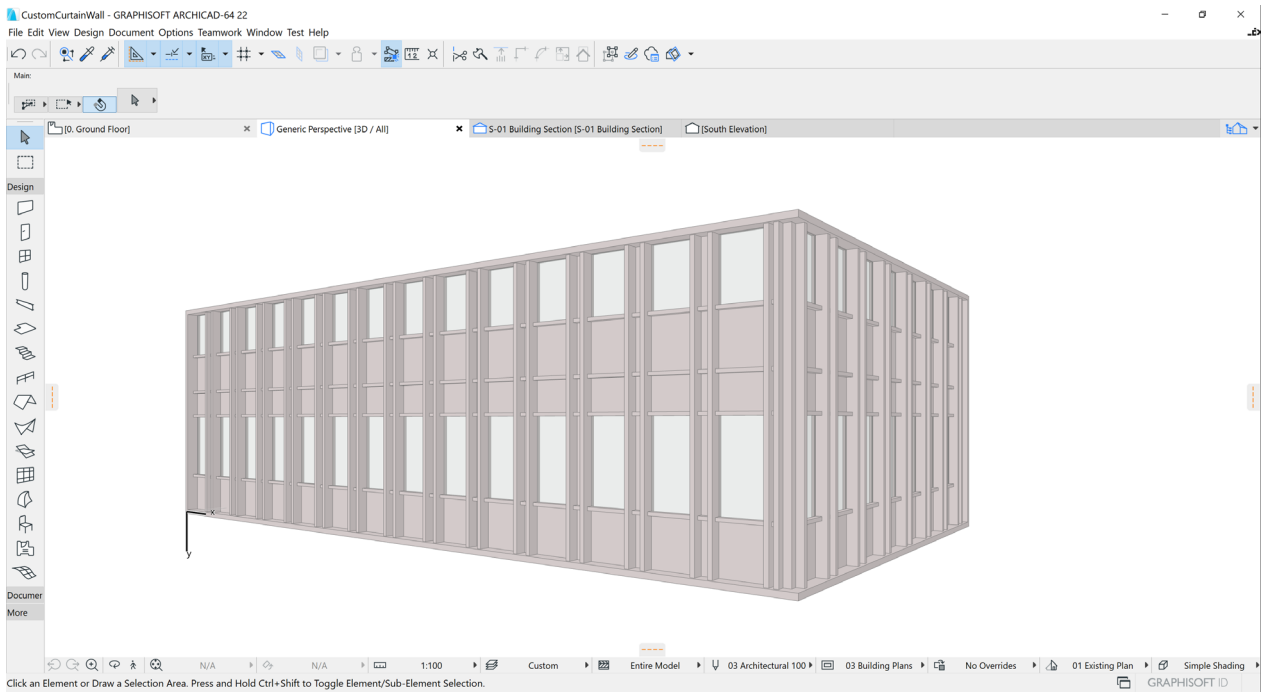 CustomCurtainWall - GRAPHISOFT ARCHICAD-64 22
File Edit View Design Document Options Teamwork Window Test Help
Main:
[0. Ground Floor]
Generic Perspective [3D / All]
S-01 Building Section [S-01 Building Section]
[South Elevation]
Design
x
y
Documer
More
N/A
N/A
1:100
Custom
Entire Model
03 Architectural 100
03 Building Plans
No Overrides
01 Existing Plan
Simple Shading
Click an Element or Draw a Selection Area. Press and Hold Ctrl+Shift to Toggle Element/Sub-Element Selection.
GRAPHISOFT ID